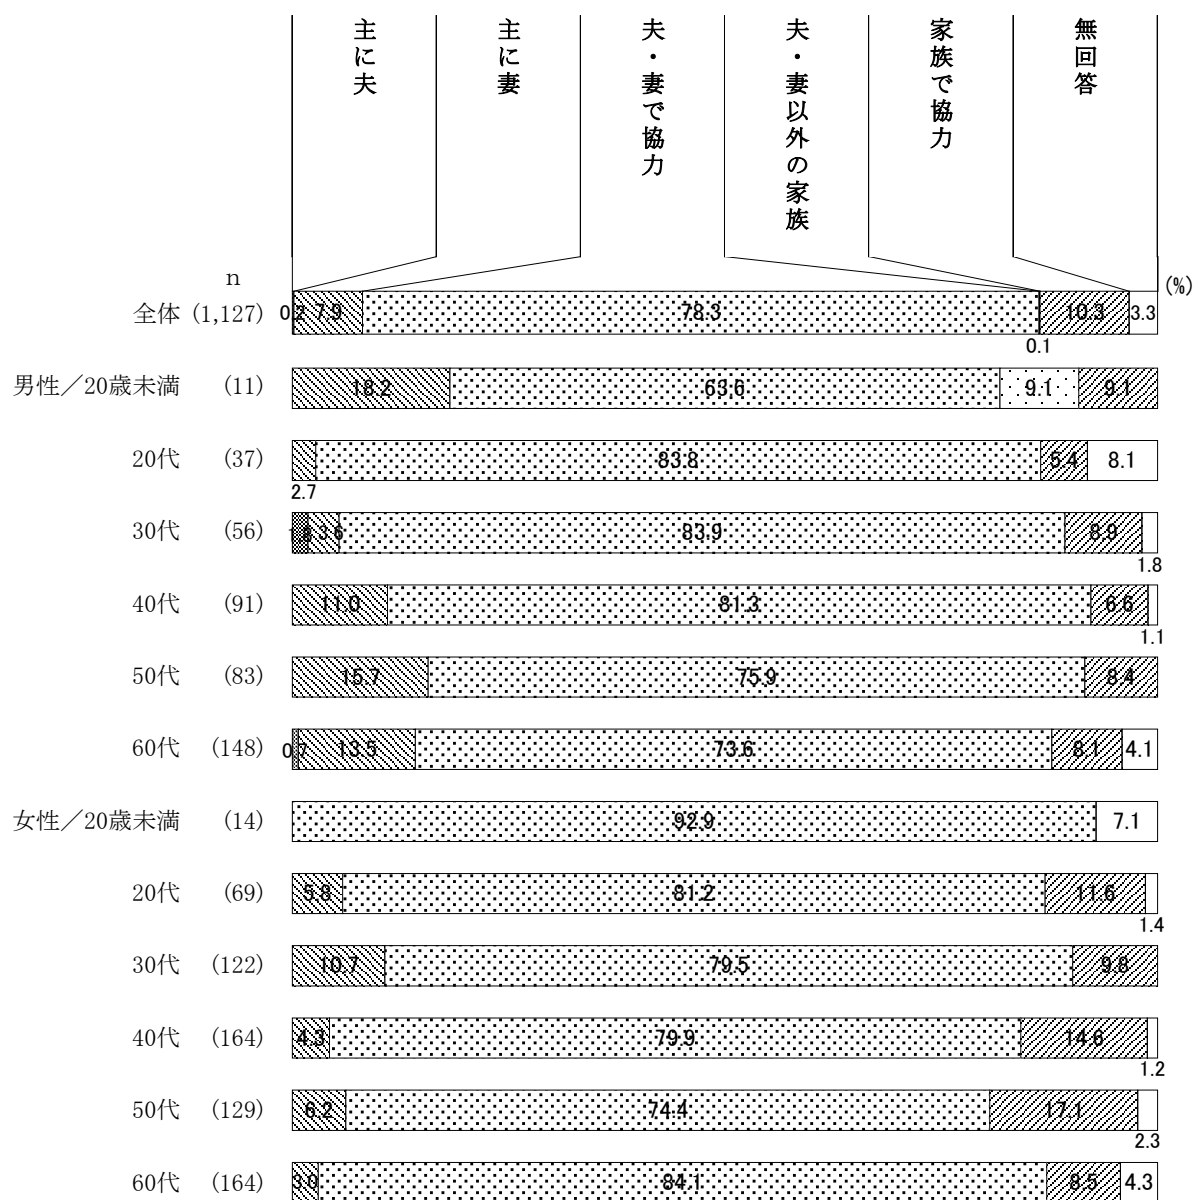 主に夫
主に妻
夫・妻で協力
夫・妻以外の家族
家族で協力
無回答
n
(%)
全体 (1,127) 0.2 7.9 78.3 10.3 3.3
0.1
男性／20歳未満 (11) 18.2 63.6 9.1 9.1
20代 (37) 83.8 5.4 8.1
2.7
30代 (56) 1.8 3.6 83.9 8.9
1.8
40代 (91) 11.0 81.3 6.6
1.1
50代 (83) 15.7 75.9 8.4
60代 (148) 0.7 13.5 73.6 8.1 4.1
女性／20歳未満 (14) 92.9 7.1
20代 (69) 5.8 81.2 11.6
1.4
30代 (122) 10.7 79.5 9.8
40代 (164) 4.3 79.9 14.6
1.2
50代 (129) 6.2 74.4 17.1
2.3
60代 (164) 3.0 84.1 8.5 4.3